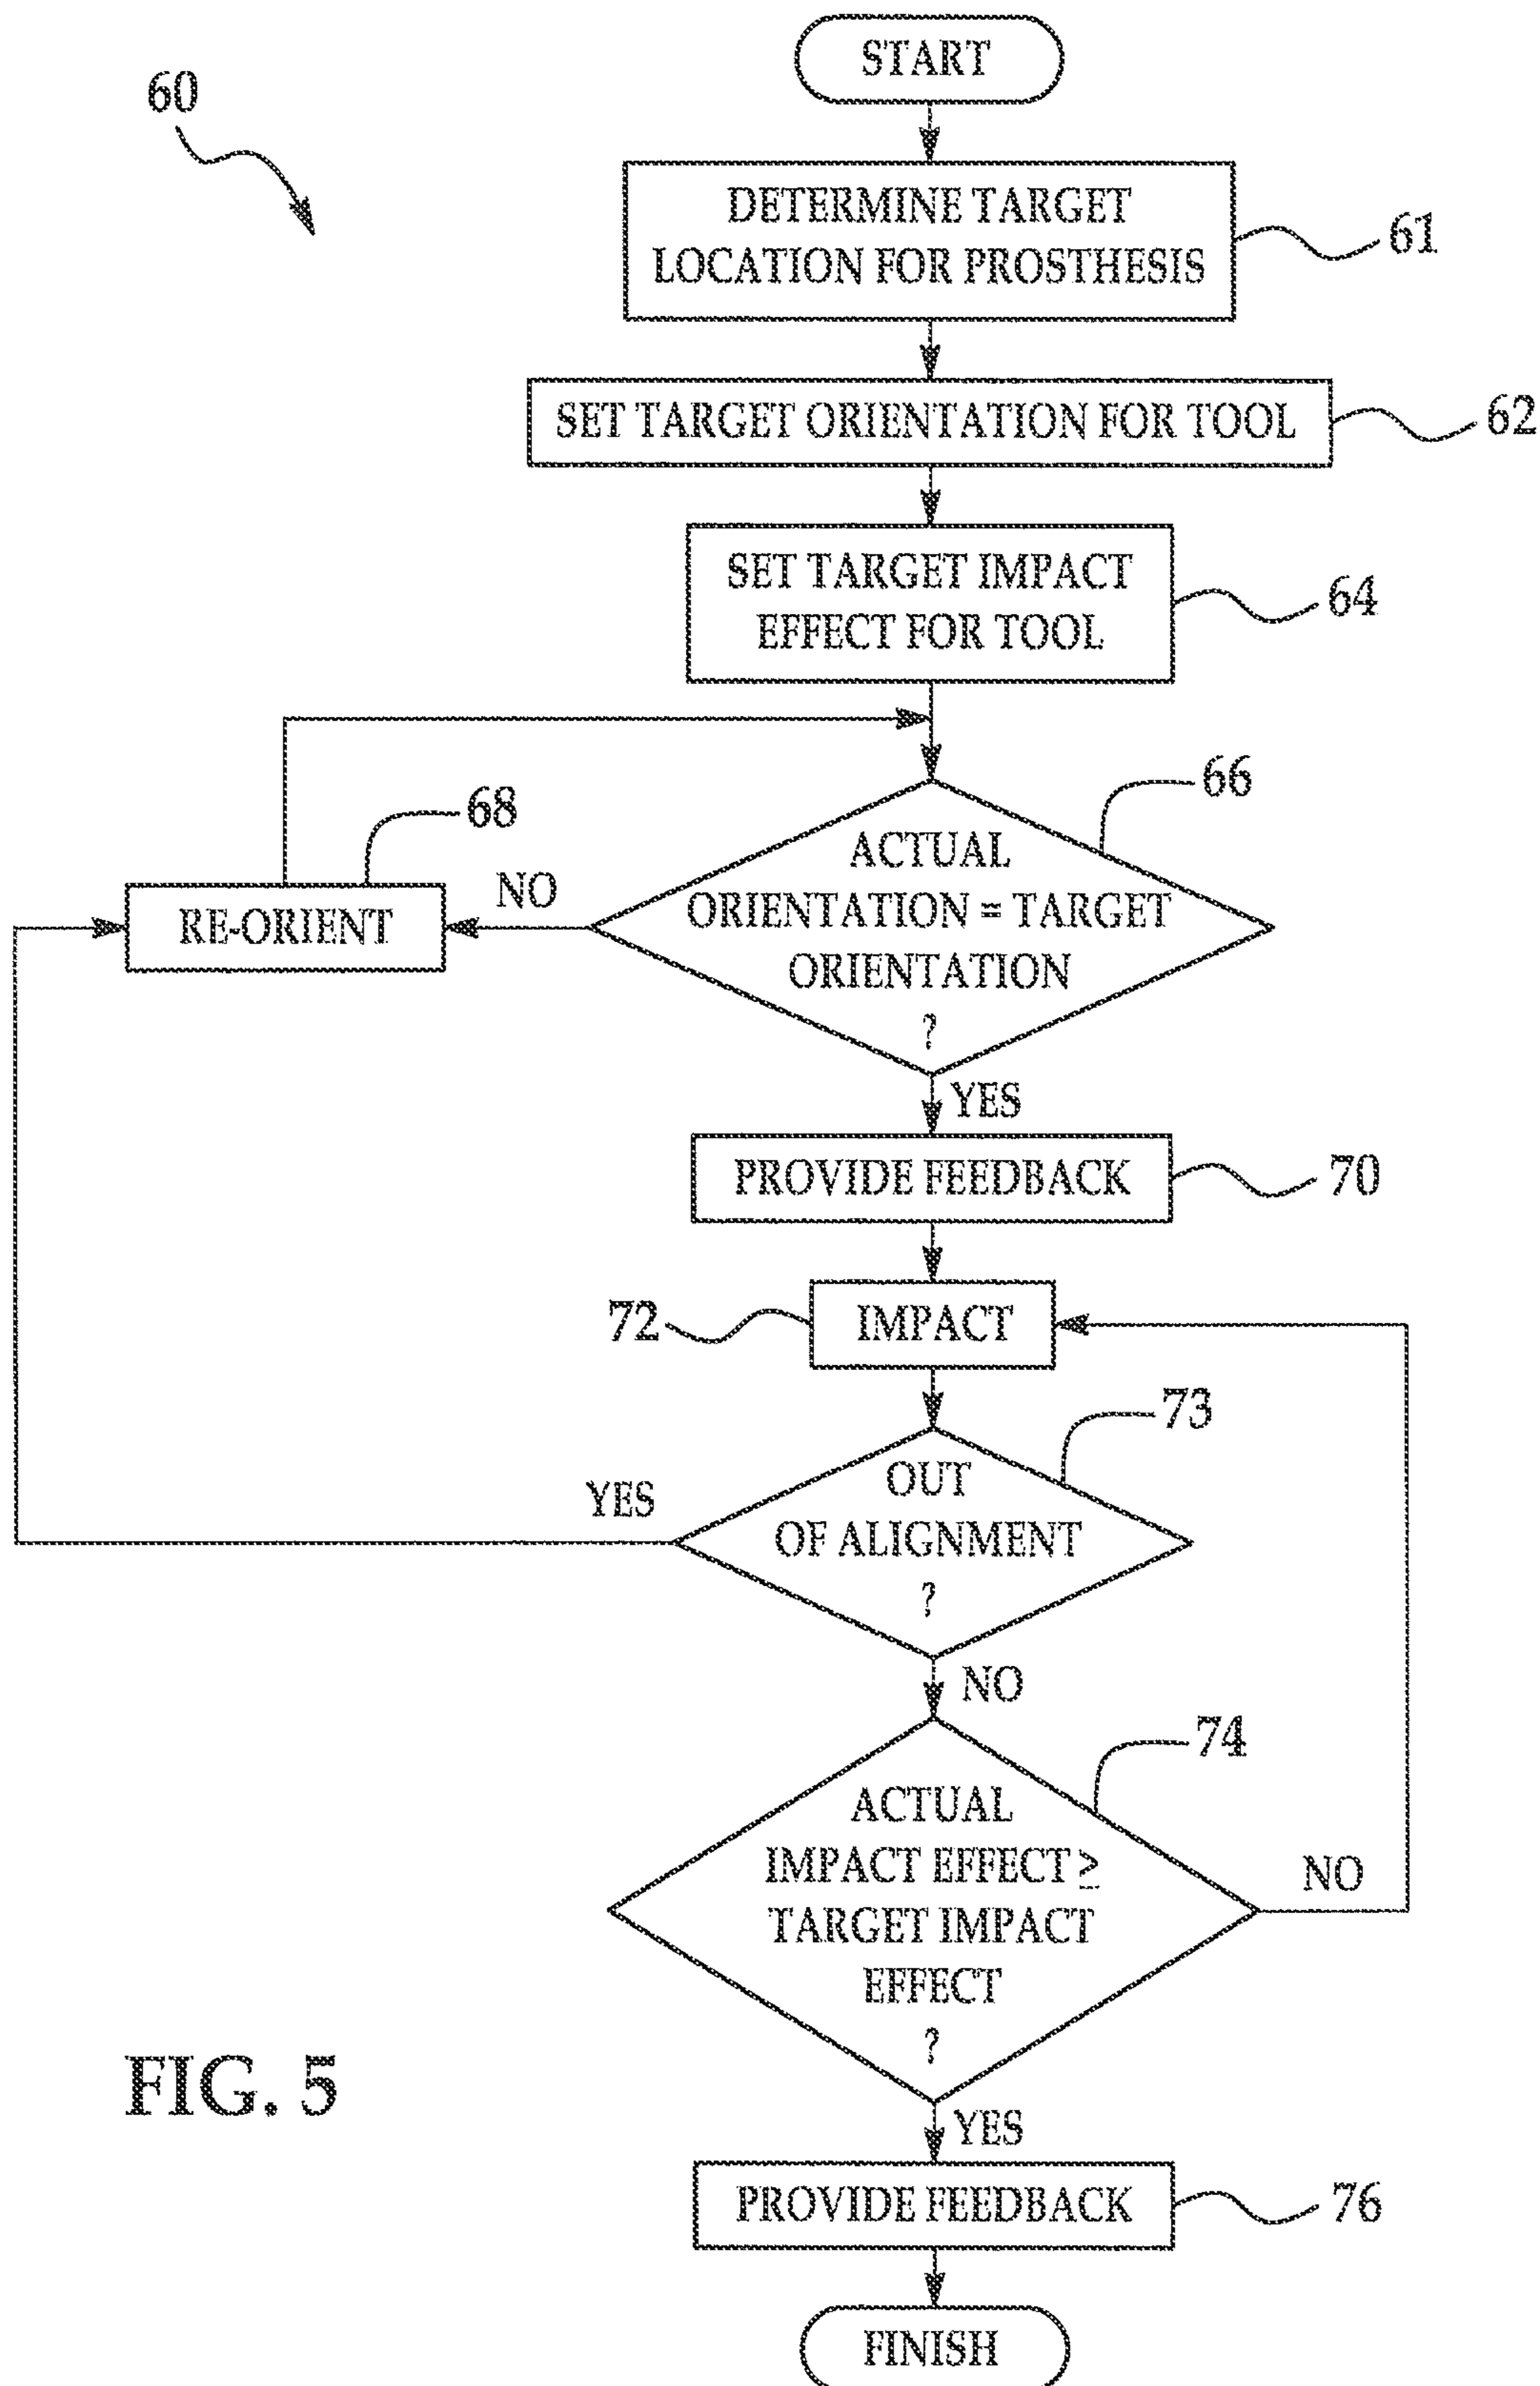 START
60
DETERMINE TARGET
LOCATION FOR PROSTHESIS
61
SET TARGET ORIENTATION FOR TOOL
62
SET TARGET IMPACT
EFFECT FOR TOOL
64
66
68
ACTUAL
ORIENTATION = TARGET
ORIENTATION
?
NO
RE-ORIENT
YES
PROVIDE FEEDBACK
70
72
IMPACT
73
OUT
OF ALIGNMENT
?
YES
NO
74
ACTUAL
IMPACT EFFECT ≥
TARGET IMPACT
EFFECT
?
NO
YES
PROVIDE FEEDBACK
76
FINISH
FIG. 5